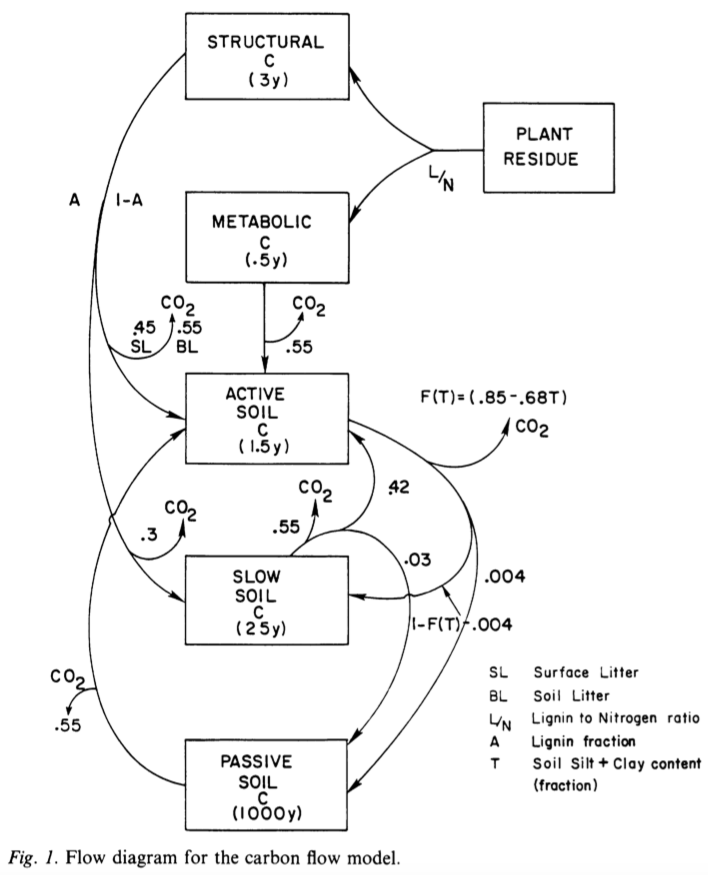 STRUCTURAL
C
(3y)
PLANT
RESIDUE
L/N
A
1-A
METABOLIC
C
(.5y)
CO2
.45
.55
SL
BL
CO2
.55
ACTIVE
SOIL
C
(1.5y)
F(T)=(.85-.68T)
CO2
CO2
.42
.55
CO2
.3
.03
.004
SLOW
SOIL
C
(25y)
1-F(T)-.004
CO2
.55
PASSIVE
SOIL
C
(1000y)
SL Surface Litter
BL Soil Litter
L/N Lignin to Nitrogen ratio
A Lignin fraction
T Soil Silt + Clay content
(fraction)
Fig. 1. Flow diagram for the carbon flow model.